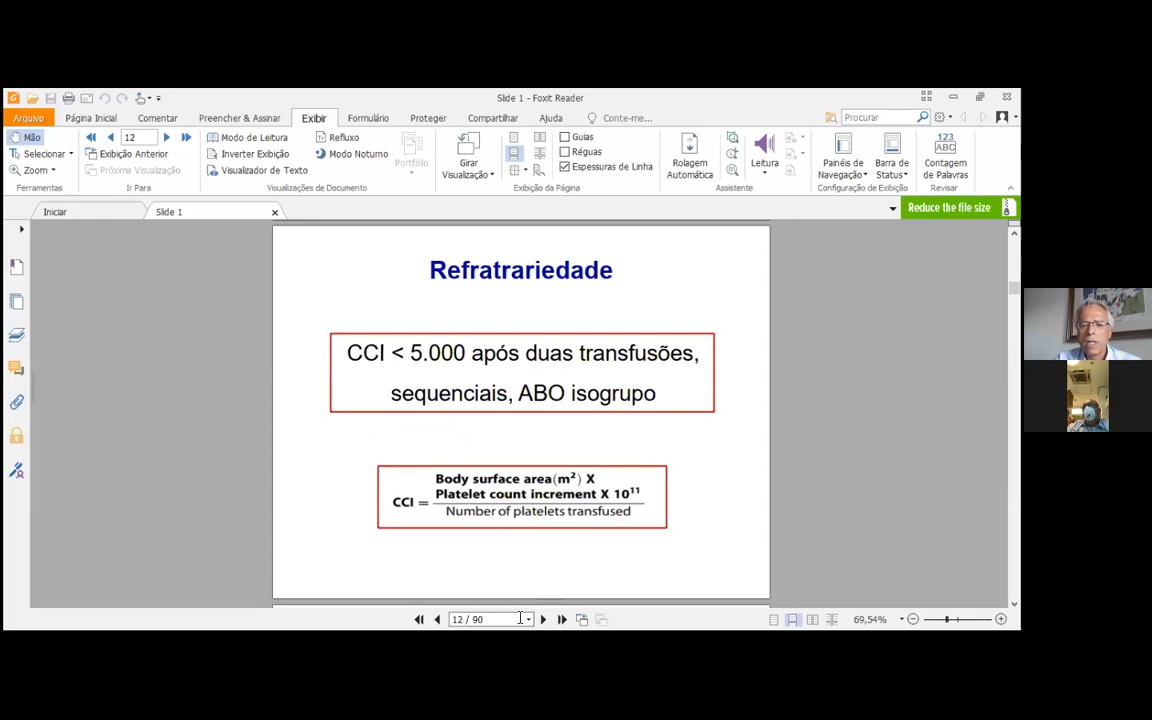 Slide 1 - Foxit Reader
Arquivo Página Inicial Comentar Preencher & Assinar Exibir Formulário Proteger Compartilhar Ajuda Conte-me... Procurar
Mão 12 Modo de Leitura Refluxo Guias
Selecionar Exibição Anterior Inverter Exibição Modo Noturno Réguas
Zoom Próxima Visualização Visualizador de Texto Espessuras de Linha
Portfólio
Girar Visualização
Rolagem Automática
Leitura
Painéis de Navegação
Barra de Status
123
ABC
Contagem de Palavras
Ferramentas Ir Para Visualizações de Documento Exibição da Página Assistente Configuração de Exibição Revisar
Iniciar Slide 1 Reduce the file size
Refratrariedade
CCI < 5.000 após duas transfusões,
sequenciais, ABO isogrupo
Body surface area(m²) X
Platelet count increment X 10¹¹
CCI =
Number of platelets transfused
12 / 90 69,54%